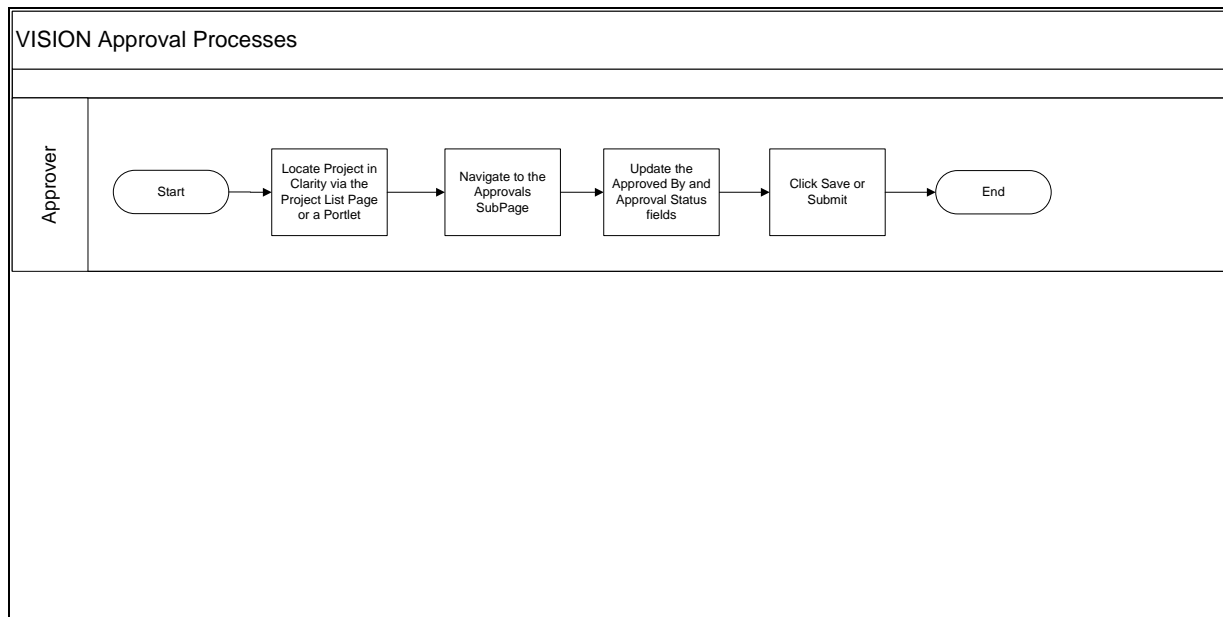 VISION Approval Processes
Approver
Start
Locate Project in
Clarity via the
Project List Page
or a Portlet
Navigate to the
Approvals
SubPage
Update the
Approved By and
Approval Status
fields
Click Save or
Submit
End